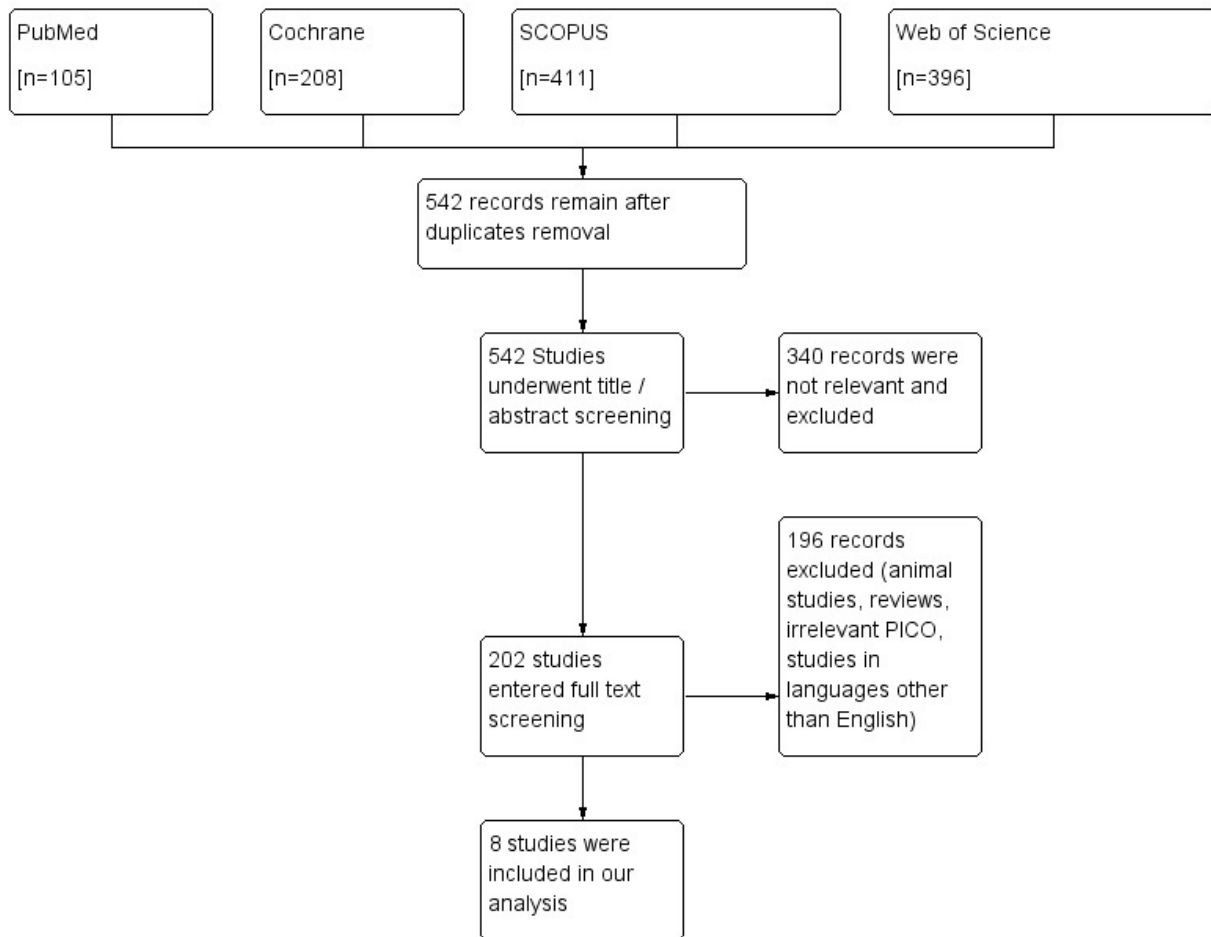 PubMed
[n=105]
Cochrane
[n=208]
SCOPUS
[n=411]
Web of Science
[n=396]
542 records remain after
duplicates removal
542 Studies
underwent title /
abstract screening
340 records were
not relevant and
excluded
196 records
excluded (animal
studies, reviews,
irrelevant PICO,
studies in
languages other
than English)
202 studies
entered full text
screening
8 studies were
included in our
analysis